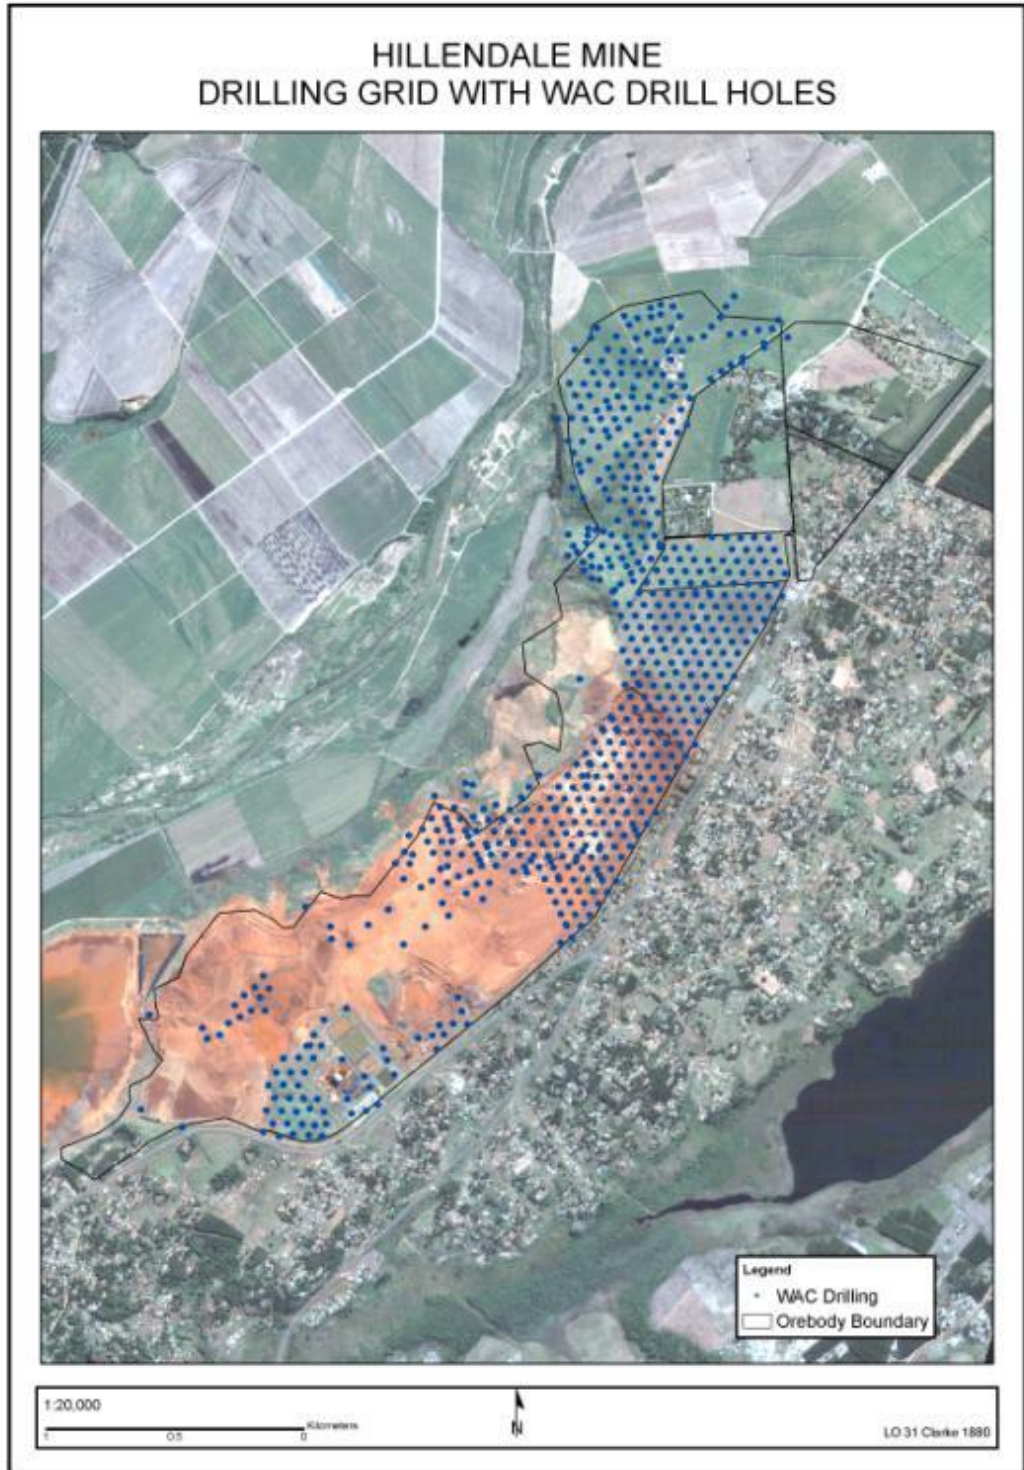 HILLENDALE MINE
DRILLING GRID WITH WAC DRILL HOLES
Legend
WAC Drilling
Orebody Boundary
1:20,000
Kilometers
1 0.5 0
N
LO 31 Clarke 1880